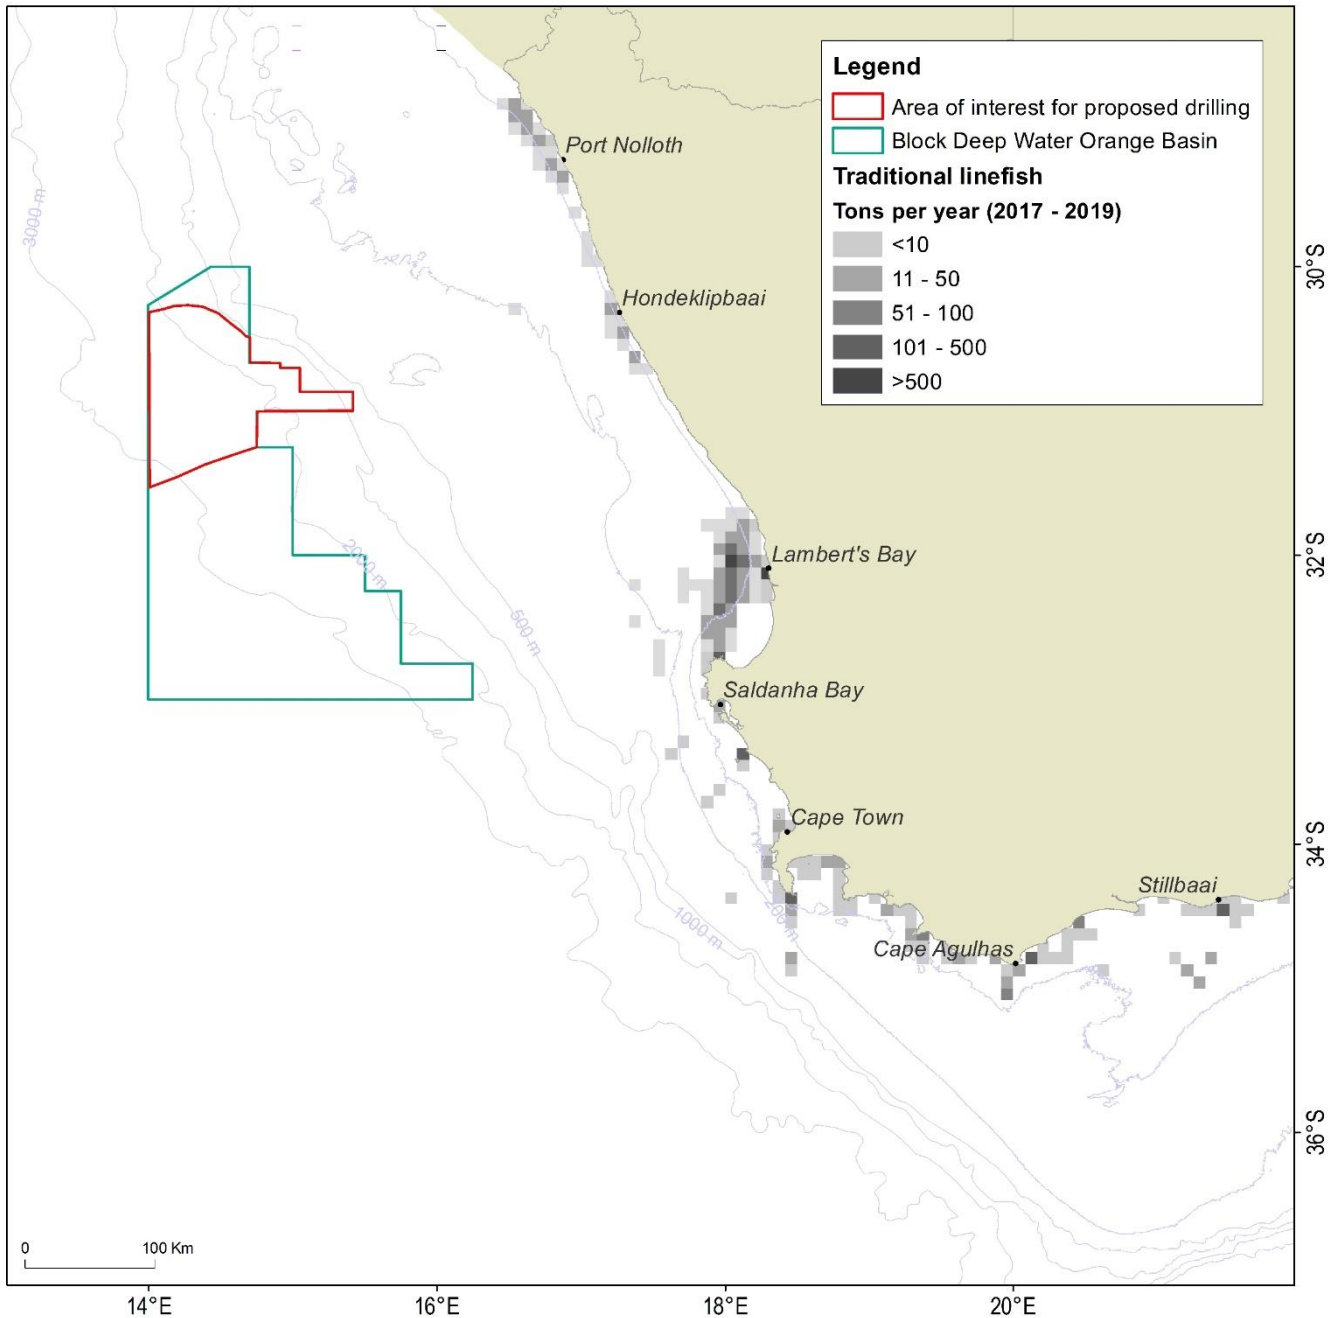 Legend
Area of interest for proposed drilling
Block Deep Water Orange Basin
Traditional linefish
Tons per year (2017 - 2019)
<10
11 - 50
51 - 100
101 - 500
>500
Port Nolloth
3000 m
30°S
Hondeklipbaai
Lambert's Bay
32°S
2000 m
500 m
Saldanha Bay
Cape Town
34°S
Stillbaai
200 m
1000 m
Cape Agulhas
36°S
0 100 Km
14°E 16°E 18°E 20°E